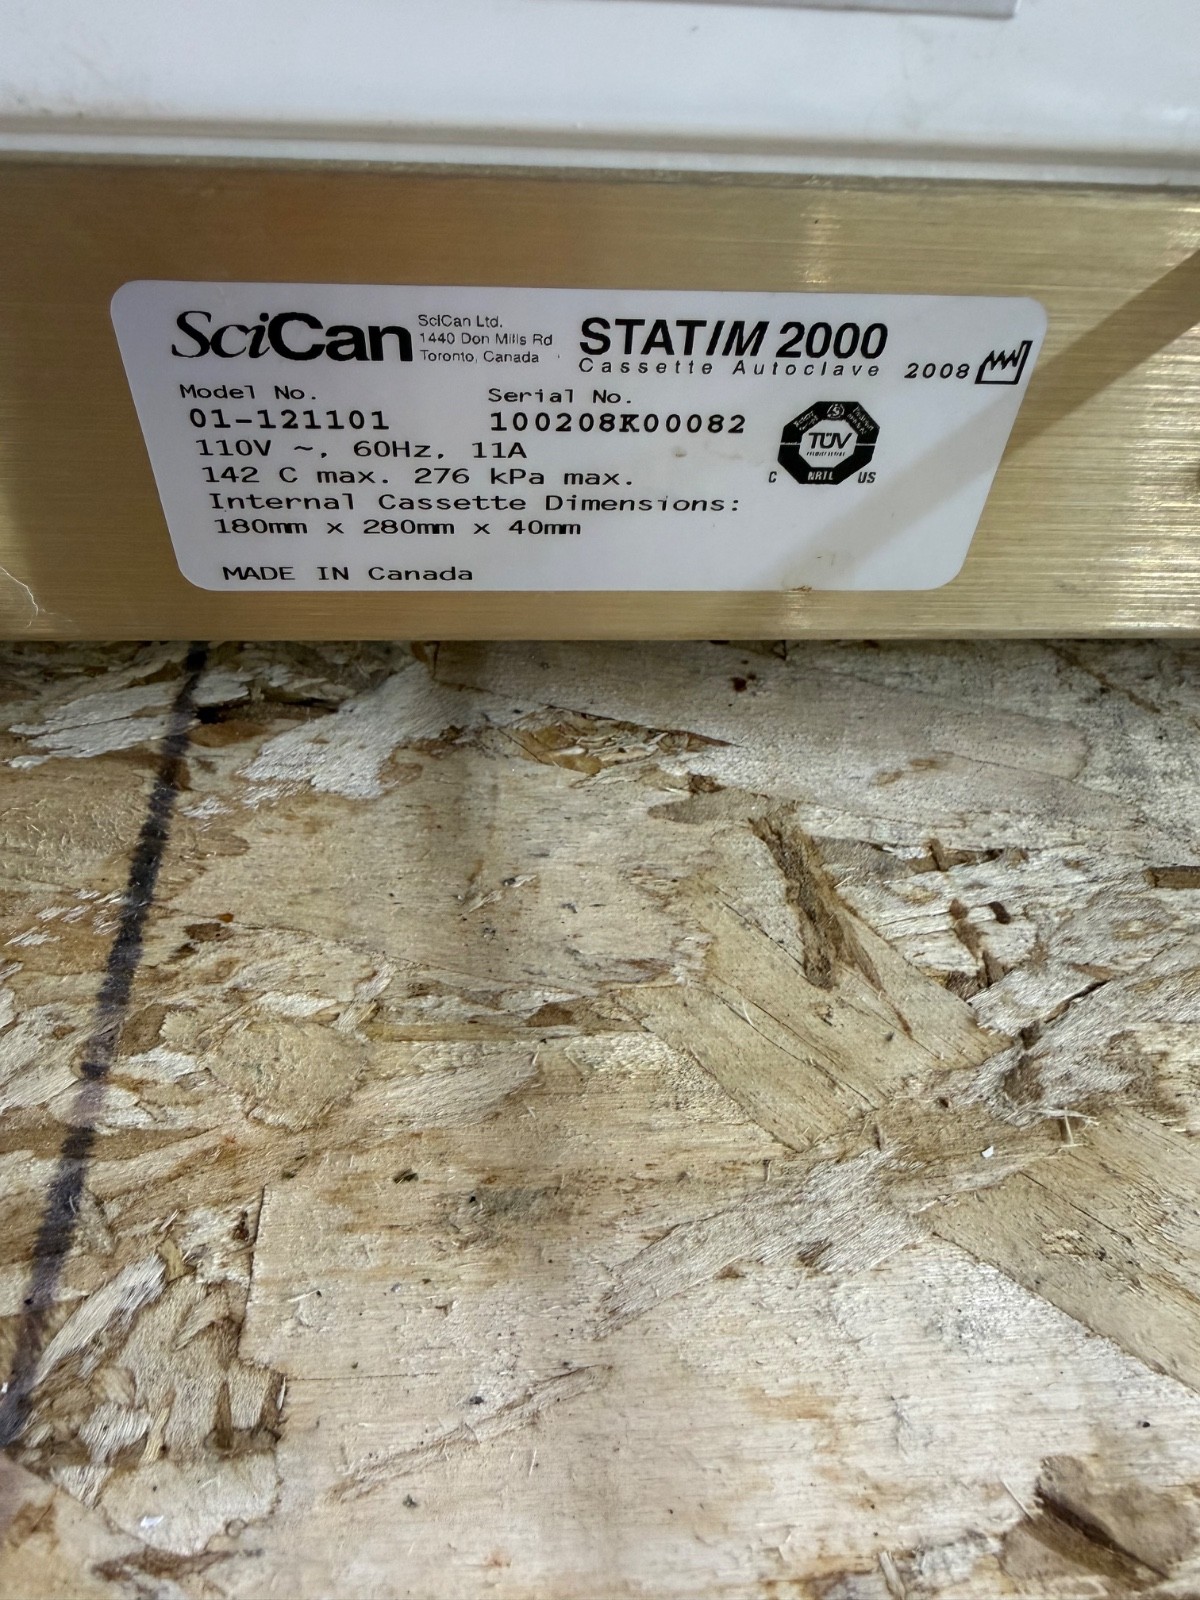 SciCan
SciCan Ltd.
1440 Don Mills Rd
Toronto, Canada
STATIM 2000
Cassette Autoclave
2008
Model No.
01-121101
Serial No.
100208K00082
110V ~, 60Hz, 11A
142 C max. 276 kPa max.
Internal Cassette Dimensions:
180mm x 280mm x 40mm
MADE IN Canada
TÜV
C NRTL US